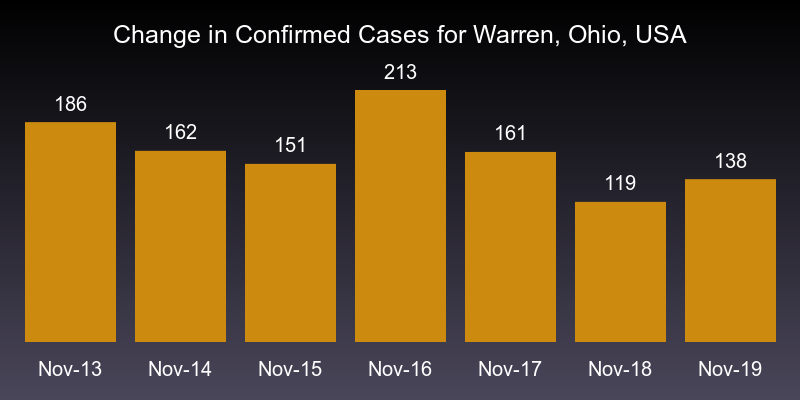 Change in Confirmed Cases for Warren, Ohio, USA
186
162
151
213
161
119
138
Nov-13
Nov-14
Nov-15
Nov-16
Nov-17
Nov-18
Nov-19